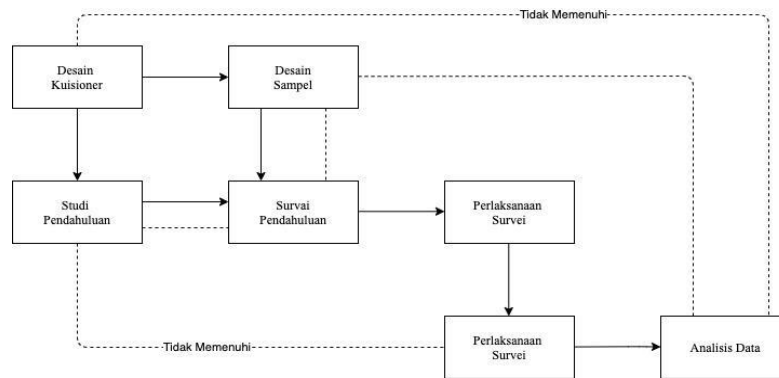 Tidak Memenuhi
Desain
Kuisioner
Desain
Sampel
Studi
Pendahuluan
Survai
Pendahuluan
Perlaksanaan
Survei
Tidak Memenuhi
Perlaksanaan
Survei
Analisis Data